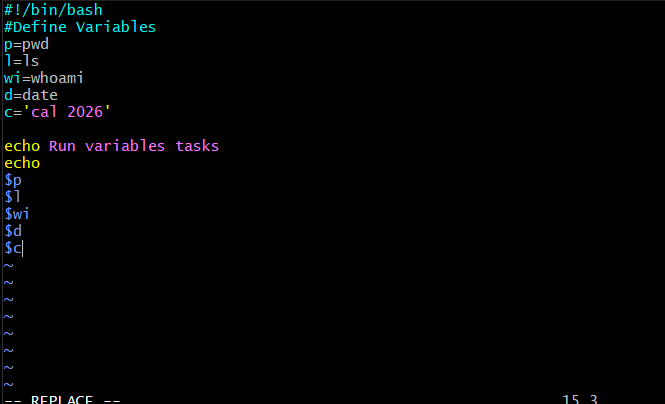 #!/bin/bash
#Define Variables
p=pwd
l=ls
wi=whoami
d=date
c='cal 2026'

echo Run variables tasks
echo
$p
$l
$wi
$d
$c
~
~
~
~
~
~
~
~
-- REPLACE -- 15,3